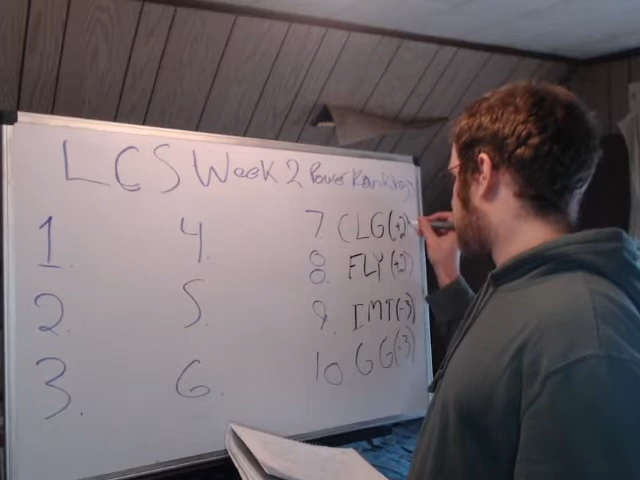 LCS Week 2 Power Rankings
1.
2.
3.
4.
5.
6.
7 CLG(+2)
8. FLY(+2)
9. IMT(-3)
10. GG(-3)